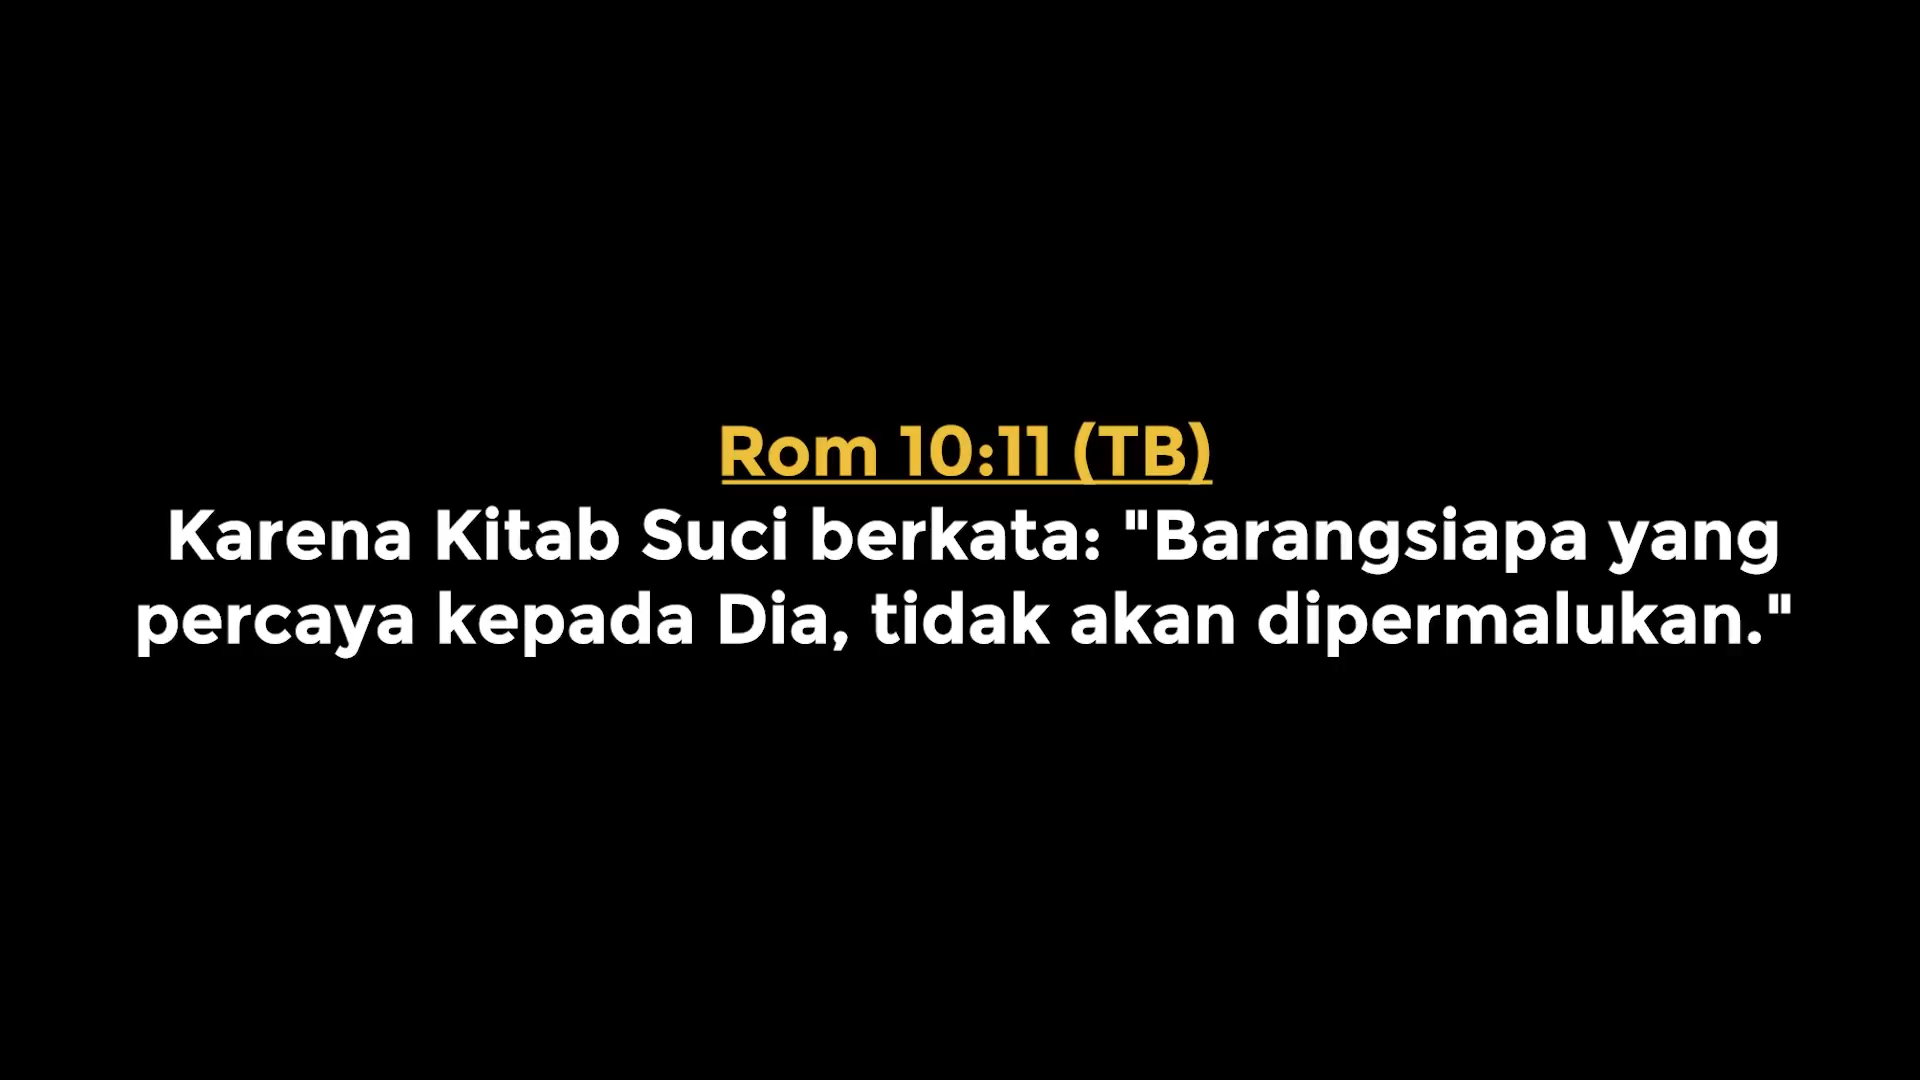 Rom 10:11 (TB)
Karena Kitab Suci berkata: "Barangsiapa yang
percaya kepada Dia, tidak akan dipermalukan."